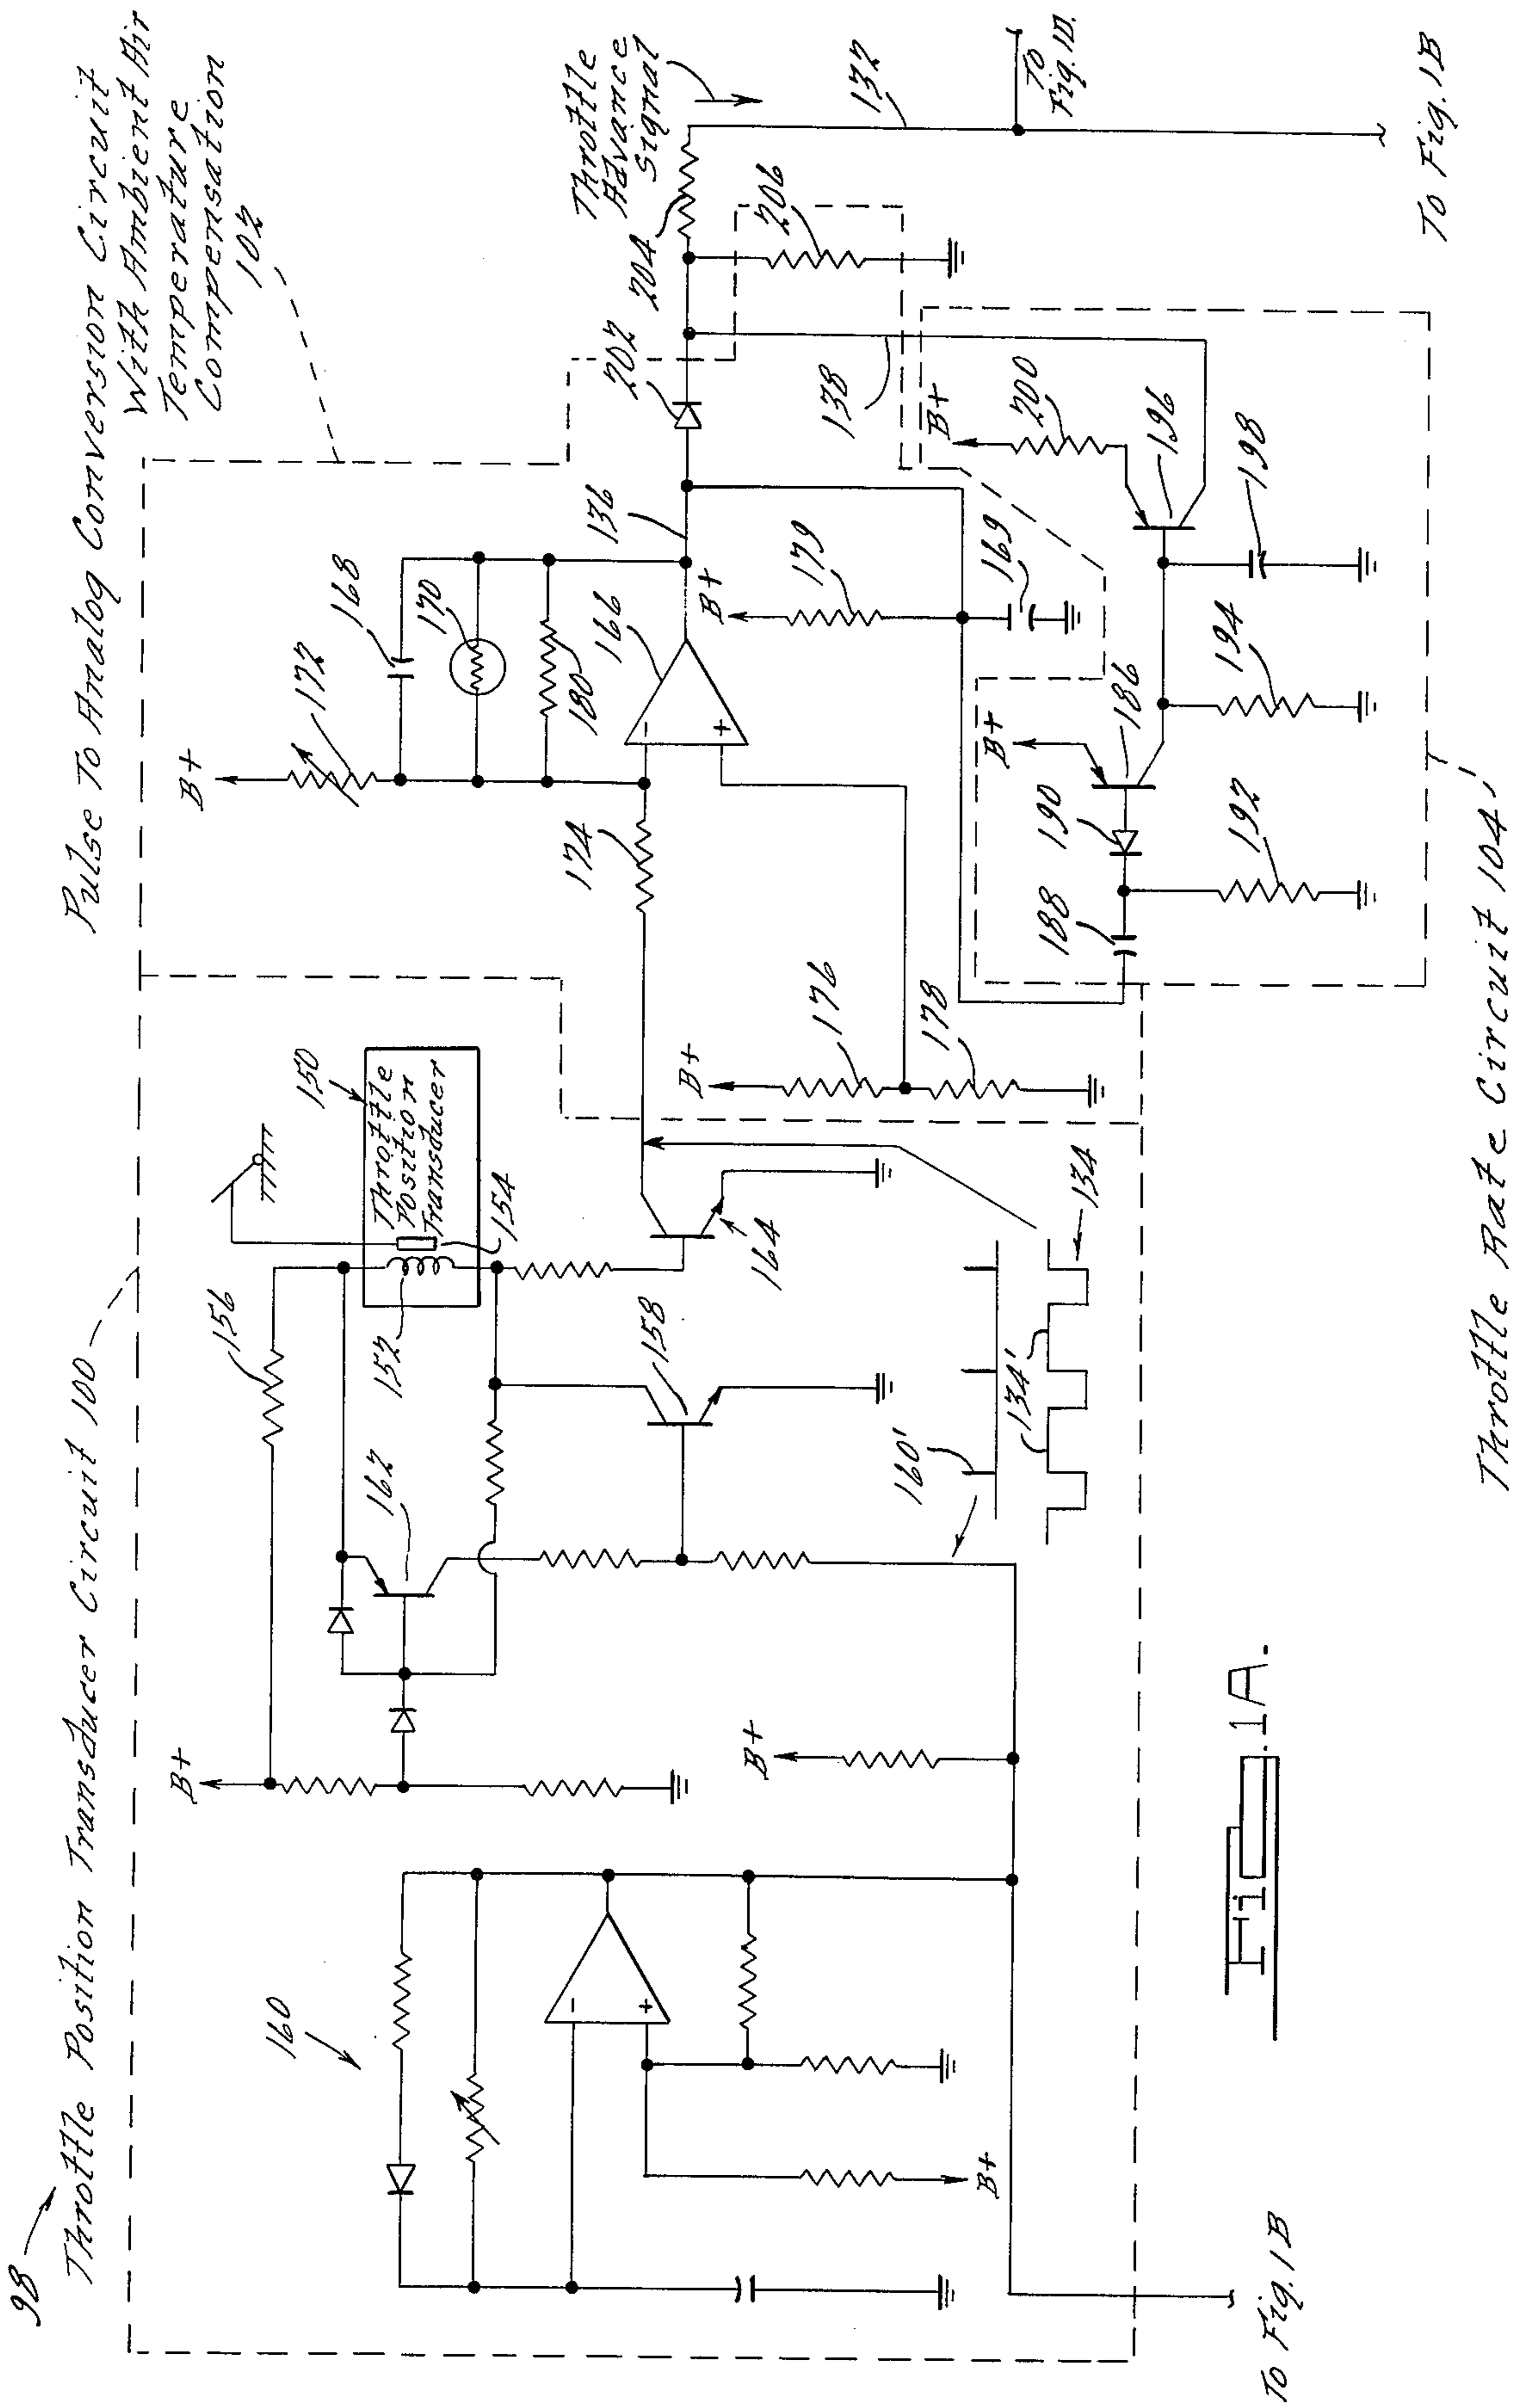 98
Throttle Position Transducer Circuit 100
Pulse To Analog Conversion Circuit
With Ambient Air
Temperature
Compensation
102
160
B+
B+
156
162
152
150
Throttle
Position
Transducer
154
158
164
B+
160'
134'
134
B+
172
168
170
180
174
166
136
B+
176
178
B+
179
169
202
204
206
Throttle
Advance
Signal
132
To
Fig. 1D.
138
B+
200
196
198
B+
186
190
188
192
194
To Fig. 1B
To Fig. 1B
Throttle Rate Circuit 104
Fig. 1A.